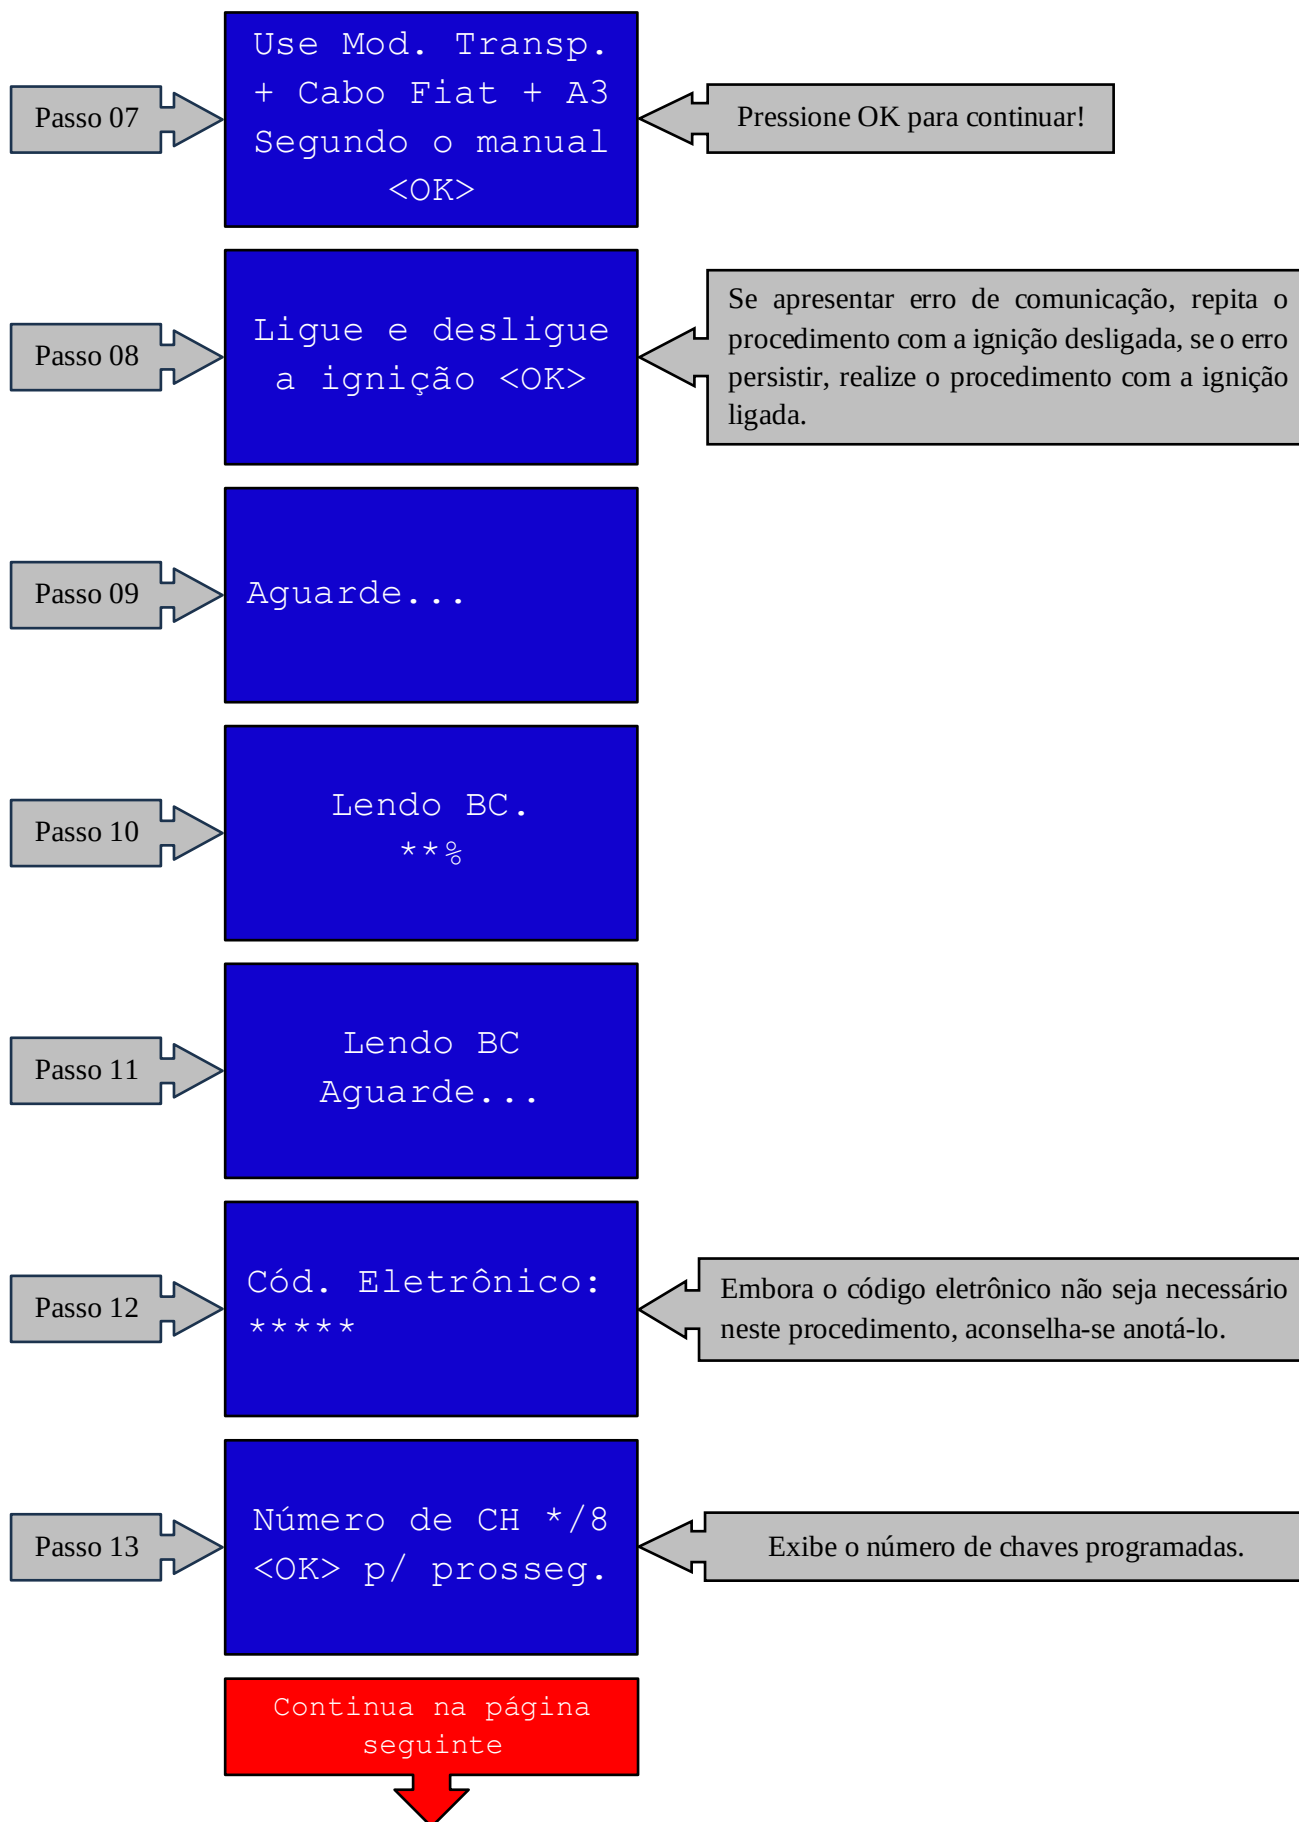 Passo 07
Use Mod. Transp.
+ Cabo Fiat + A3
Segundo o manual
<OK>
Pressione OK para continuar!
Passo 08
Ligue e desligue
a ignição <OK>
Se apresentar erro de comunicação, repita o
procedimento com a ignição desligada, se o erro
persistir, realize o procedimento com a ignição
ligada.
Passo 09
Aguarde...
Passo 10
Lendo BC.
**%
Passo 11
Lendo BC
Aguarde...
Passo 12
Cód. Eletrônico:
*****
Embora o código eletrônico não seja necessário
neste procedimento, aconselha-se anotá-lo.
Passo 13
Número de CH */8
<OK> p/ prosseg.
Exibe o número de chaves programadas.
Continua na página
seguinte